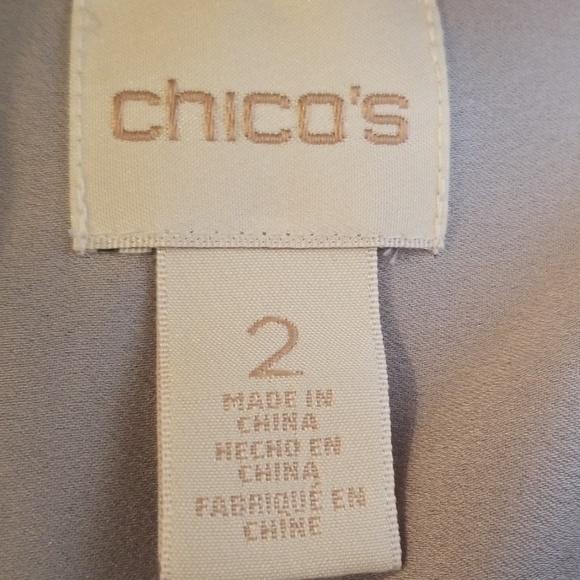 chico's
2
MADE IN
CHINA
HECHO EN
CHINA
FABRIQUÉ EN
CHINE